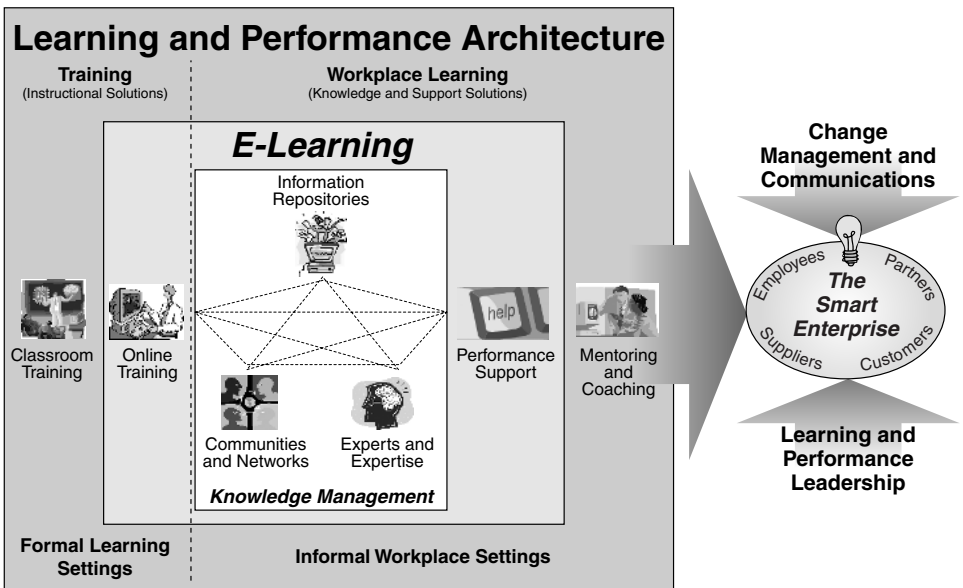 Learning and Performance Architecture
Training
(Instructional Solutions)
Workplace Learning
(Knowledge and Support Solutions)
E-Learning
Information
Repositories
help
Classroom
Training
Online
Training
Performance
Support
Mentoring
and
Coaching
Communities
and Networks
Experts and
Expertise
Knowledge Management
Formal Learning
Settings
Informal Workplace Settings
Change
Management and
Communications
Employees
Partners
The
Smart
Enterprise
Suppliers
Customers
Learning and
Performance
Leadership